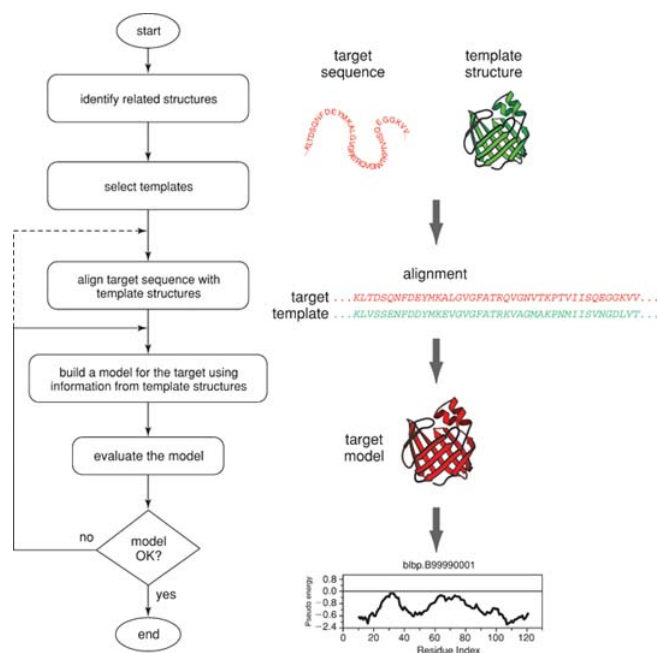 start
identify related structures
select templates
align target sequence with
template structures
build a model for the target using
information from template structures
evaluate the model
no
model
OK?
yes
end
target
sequence
template
structure
alignment
target ...KLTDSQNFDEYMKALGVGFATRQVGNVTKPTVIISQEGGKVV...
template ...KLVSSENFDDYMKEVGVGFATRKVAGMAKPNMIISVNGDLVT...
target
model
blbp.B99990001
Pseudo energy
0.8
0.0
−0.8
−1.6
−2.4
0 20 40 60 80 100 120
Residue Index